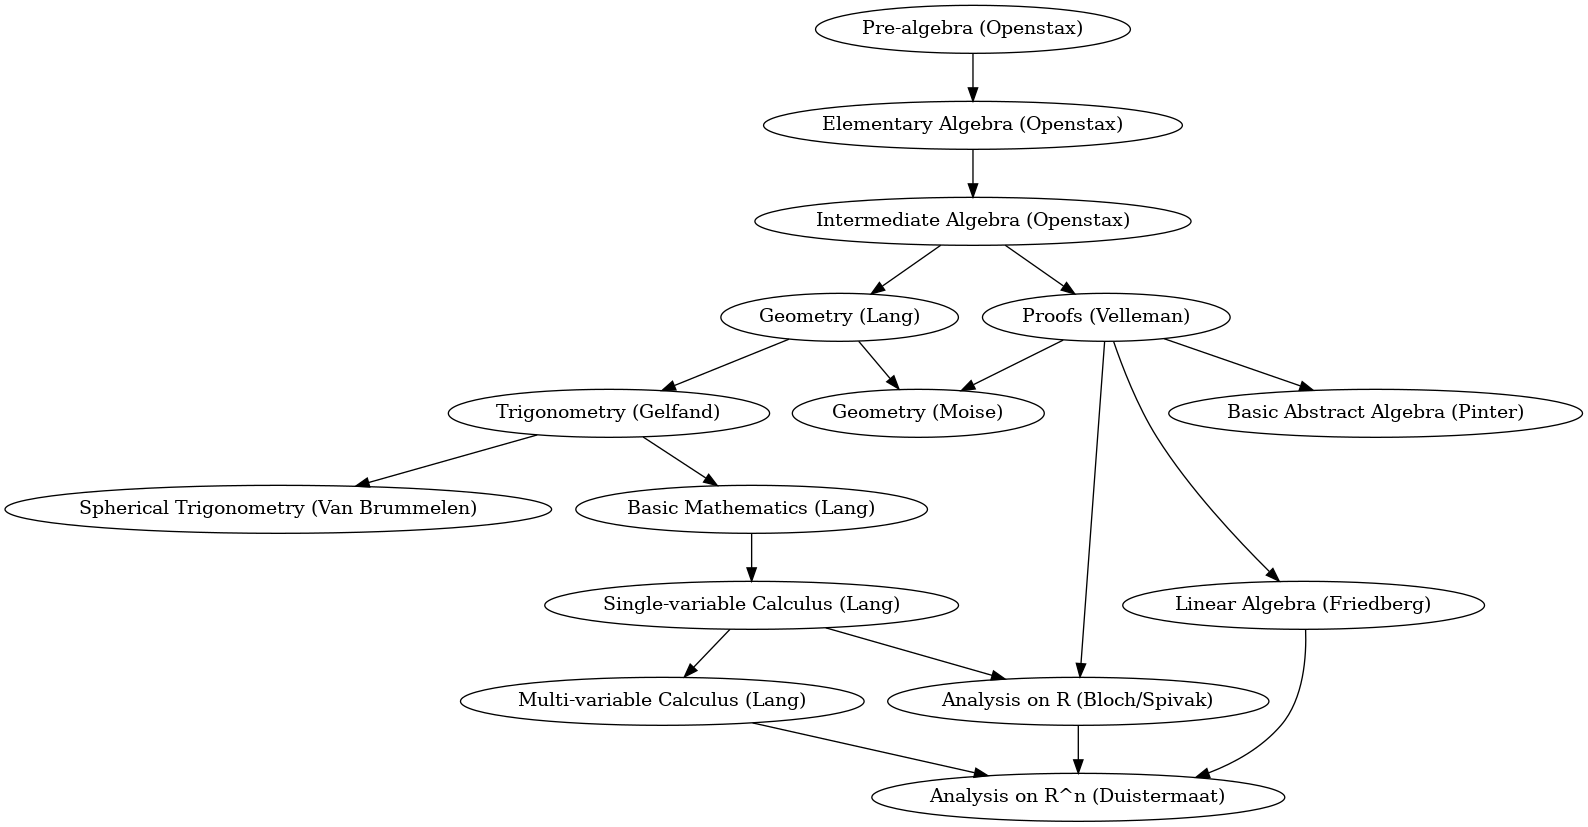 Pre-algebra (Openstax)
Elementary Algebra (Openstax)
Intermediate Algebra (Openstax)
Geometry (Lang)
Proofs (Velleman)
Trigonometry (Gelfand)
Geometry (Moise)
Basic Abstract Algebra (Pinter)
Spherical Trigonometry (Van Brummelen)
Basic Mathematics (Lang)
Single-variable Calculus (Lang)
Linear Algebra (Friedberg)
Multi-variable Calculus (Lang)
Analysis on R (Bloch/Spivak)
Analysis on R^n (Duistermaat)